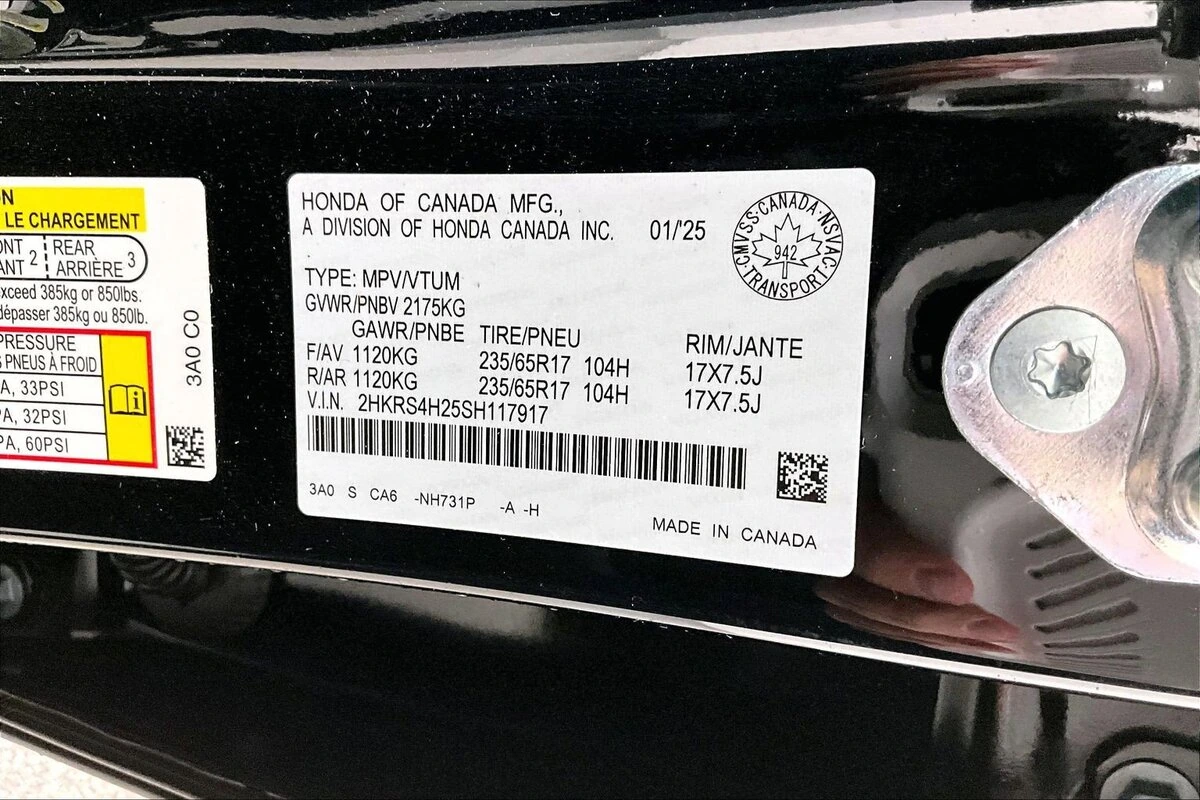 N
LE CHARGEMENT
ONT 2 REAR 3
ANT ARRIÈRE
xceed 385kg or 850lbs.
dépasser 385kg ou 850lb.
PRESSURE
S PNEUS À FROID
A, 33PSI
PA, 32PSI
PA, 60PSI
3A0 C0
HONDA OF CANADA MFG.,
A DIVISION OF HONDA CANADA INC. 01/'25
CMVSS·CANADA·NSVAC·TRANSPORT·
942
TYPE: MPV/VTUM
GVWR/PNBV 2175KG
GAWR/PNBE TIRE/PNEU RIM/JANTE
F/AV 1120KG 235/65R17 104H 17X7.5J
R/AR 1120KG 235/65R17 104H 17X7.5J
V.I.N. 2HKRS4H25SH117917
3A0 S CA6 -NH731P -A -H
MADE IN CANADA